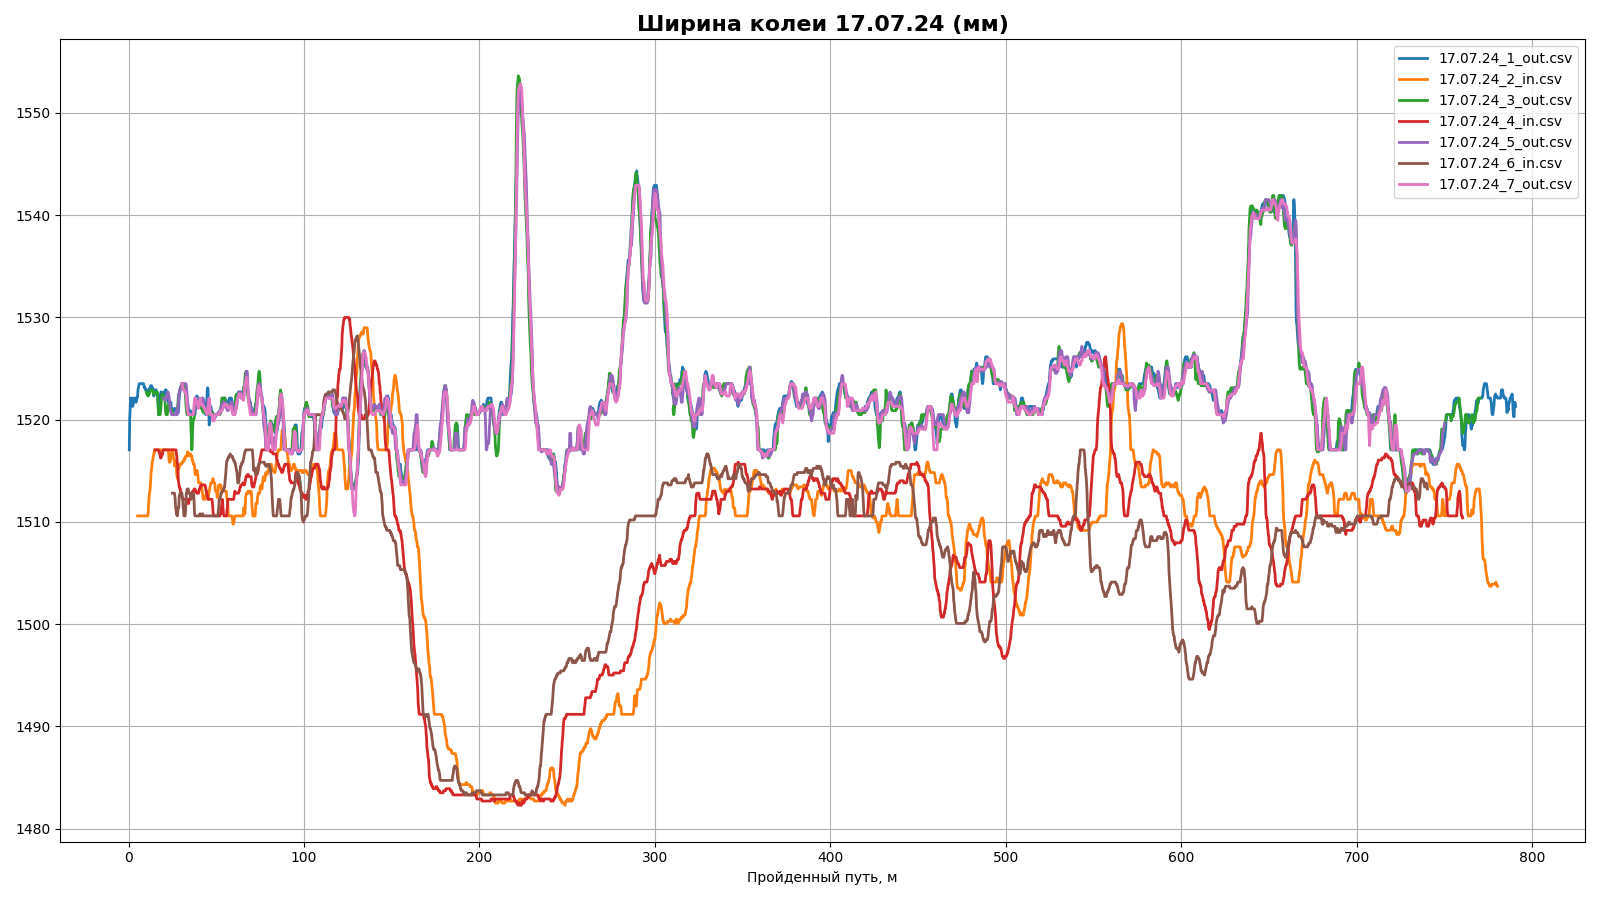 Ширина колеи 17.07.24 (мм)
17.07.24_1_out.csv
17.07.24_2_in.csv
17.07.24_3_out.csv
17.07.24_4_in.csv
17.07.24_5_out.csv
17.07.24_6_in.csv
17.07.24_7_out.csv
1550
1540
1530
1520
1510
1500
1490
1480
0 100 200 300 400 500 600 700 800
Пройденный путь, м